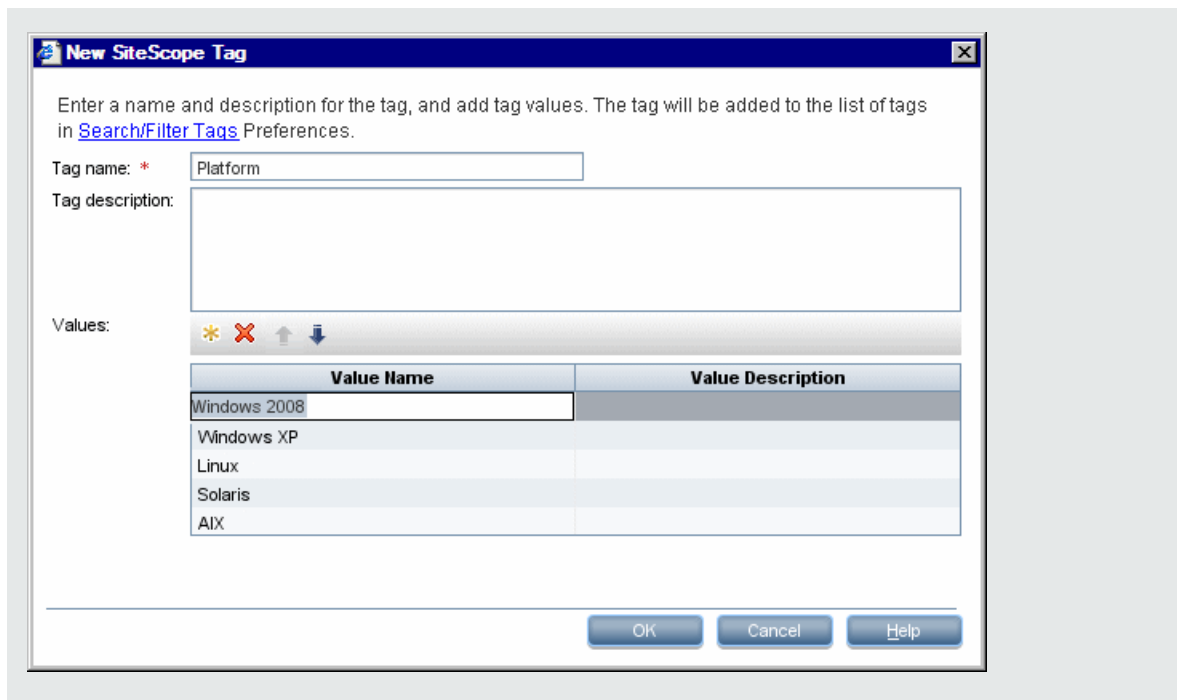 New SiteScope Tag
Enter a name and description for the tag, and add tag values. The tag will be added to the list of tags
in Search/Filter Tags Preferences.
Tag name: * Platform
Tag description:
Values:
Value Name Value Description
Windows 2008
Windows XP
Linux
Solaris
AIX
OK Cancel Help